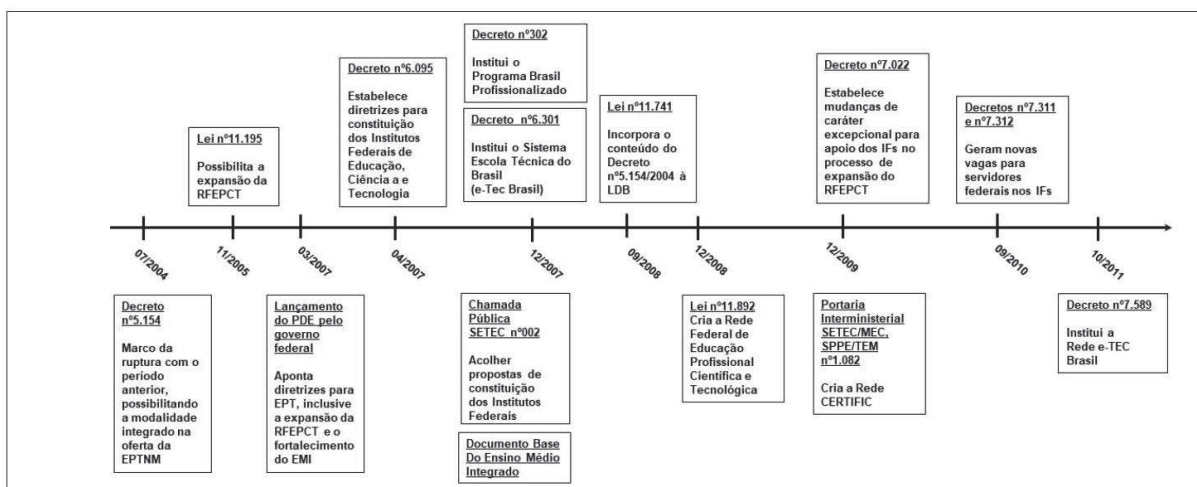 Decreto nº302
Institui o
Programa Brasil
Profissionalizado
Decreto nº6.095
Estabelece
diretrizes para
constituição
dos Institutos
Federais de
Educação,
Ciência a e
Tecnologia
Decreto nº7.022
Estabelece
mudanças de
caráter
excepcional para
apoio dos IFs no
processo de
expansão do
RFEPCT
Lei nº11.741
Incorpora o
conteúdo do
Decreto
nº5.154/2004 à
LDB
Decretos nº7.311
e nº7.312
Geram novas
vagas para
servidores
federais nos IFs
Decreto nº6.301
Institui o Sistema
Escola Técnica do
Brasil
(e-Tec Brasil)
Lei nº11.195
Possibilita a
expansão da
RFEPCT
07/2004
11/2005
03/2007
04/2007
12/2007
09/2008
12/2008
12/2009
09/2010
10/2011
Decreto
nº5.154
Marco da
ruptura com o
período
anterior,
possibilitando
a modalidade
integrado na
oferta da
EPTNM
Lançamento
do PDE pelo
governo
federal
Aponta
diretrizes para
EPT, inclusive
a expansão da
RFEPCT e o
fortalecimento
do EMI
Chamada
Pública
SETEC nº002
Acolher
propostas de
constituição
dos Institutos
Federais
Documento Base
Do Ensino Médio
Integrado
Lei nº11.892
Cria a Rede
Federal de
Educação
Profissional
Científica e
Tecnológica
Portaria
Interministerial
SETEC/MEC,
SPPE/TEM
nº1.082
Cria a Rede
CERTIFIC
Decreto nº7.589
Institui a
Rede e-TEC
Brasil